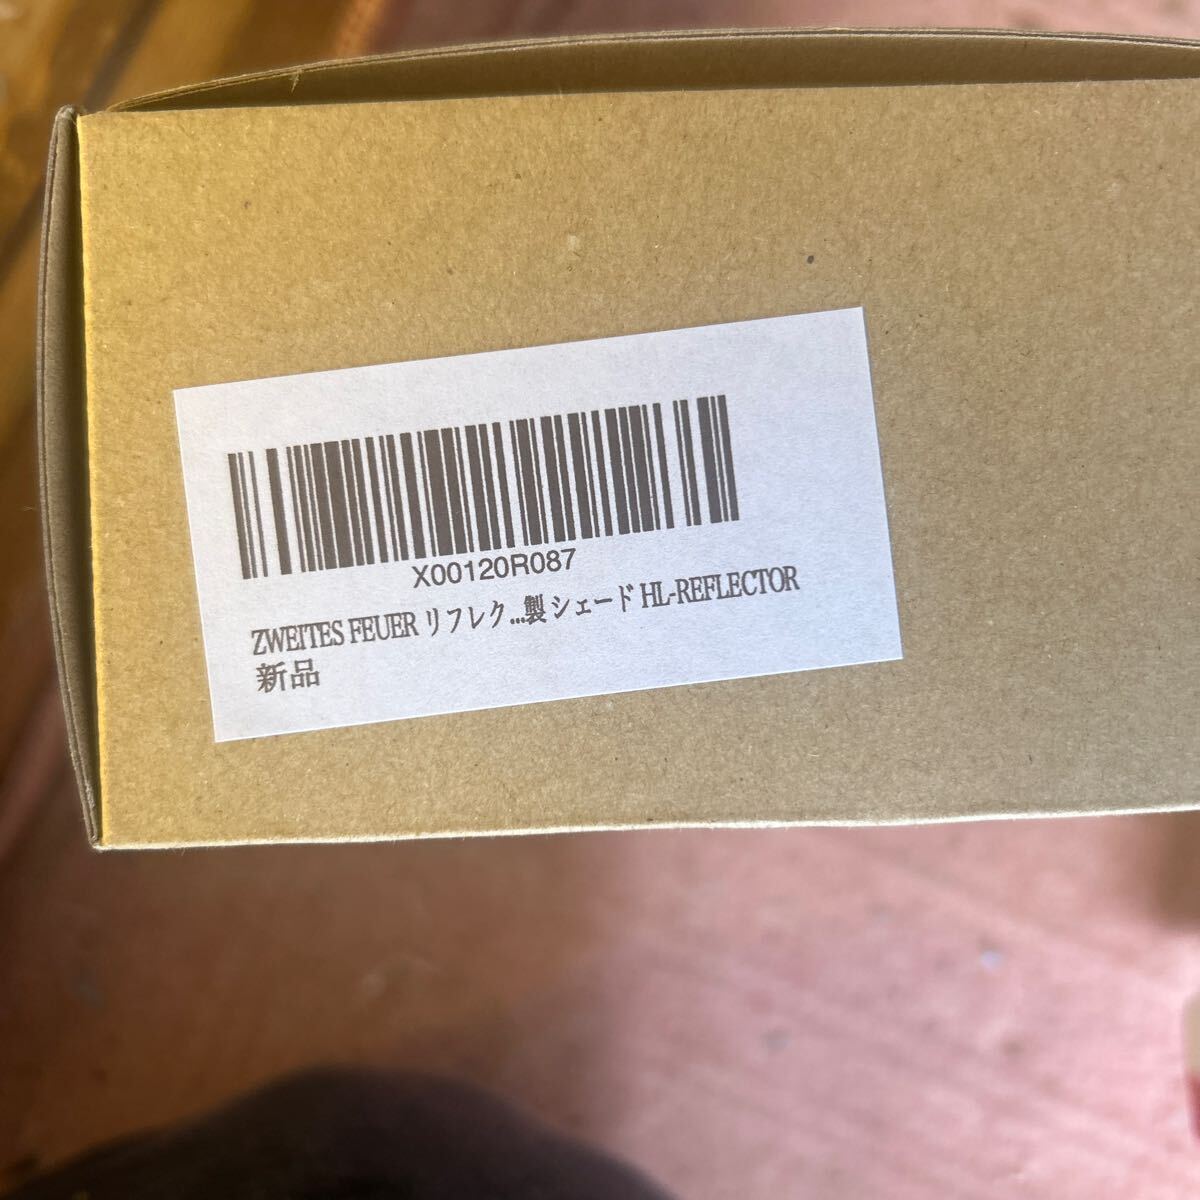 X00120R087
ZWEITES FEUER リフレク...製 シェード HL-REFLECTOR
新品